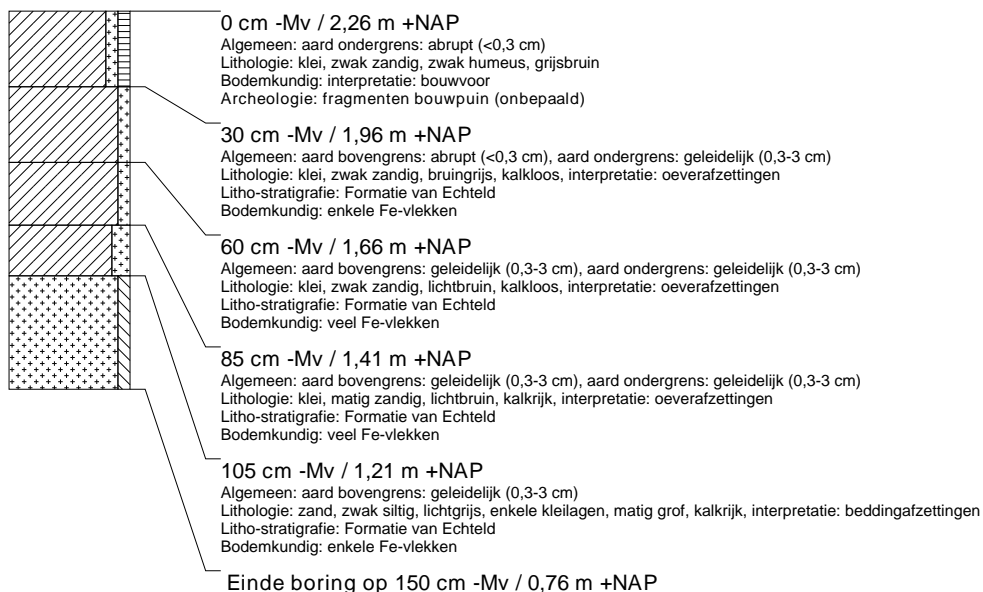 0 cm -Mv / 2,26 m +NAP
Algemeen: aard ondergrens: abrupt (<0,3 cm)
Lithologie: klei, zwak zandig, zwak humeus, grijsbruin
Bodemkundig: interpretatie: bouwvoor
Archeologie: fragmenten bouwpuin (onbepaald)
30 cm -Mv / 1,96 m +NAP
Algemeen: aard bovengrens: abrupt (<0,3 cm), aard ondergrens: geleidelijk (0,3-3 cm)
Lithologie: klei, zwak zandig, bruingrijs, kalkloos, interpretatie: oeverafzettingen
Litho-stratigrafie: Formatie van Echteld
Bodemkundig: enkele Fe-vlekken
60 cm -Mv / 1,66 m +NAP
Algemeen: aard bovengrens: geleidelijk (0,3-3 cm), aard ondergrens: geleidelijk (0,3-3 cm)
Lithologie: klei, zwak zandig, lichtbruin, kalkloos, interpretatie: oeverafzettingen
Litho-stratigrafie: Formatie van Echteld
Bodemkundig: veel Fe-vlekken
85 cm -Mv / 1,41 m +NAP
Algemeen: aard bovengrens: geleidelijk (0,3-3 cm), aard ondergrens: geleidelijk (0,3-3 cm)
Lithologie: klei, matig zandig, lichtbruin, kalkrijk, interpretatie: oeverafzettingen
Litho-stratigrafie: Formatie van Echteld
Bodemkundig: veel Fe-vlekken
105 cm -Mv / 1,21 m +NAP
Algemeen: aard bovengrens: geleidelijk (0,3-3 cm)
Lithologie: zand, zwak siltig, lichtgrijs, enkele kleilagen, matig grof, kalkrijk, interpretatie: beddingafzettingen
Litho-stratigrafie: Formatie van Echteld
Bodemkundig: enkele Fe-vlekken
Einde boring op 150 cm -Mv / 0,76 m +NAP